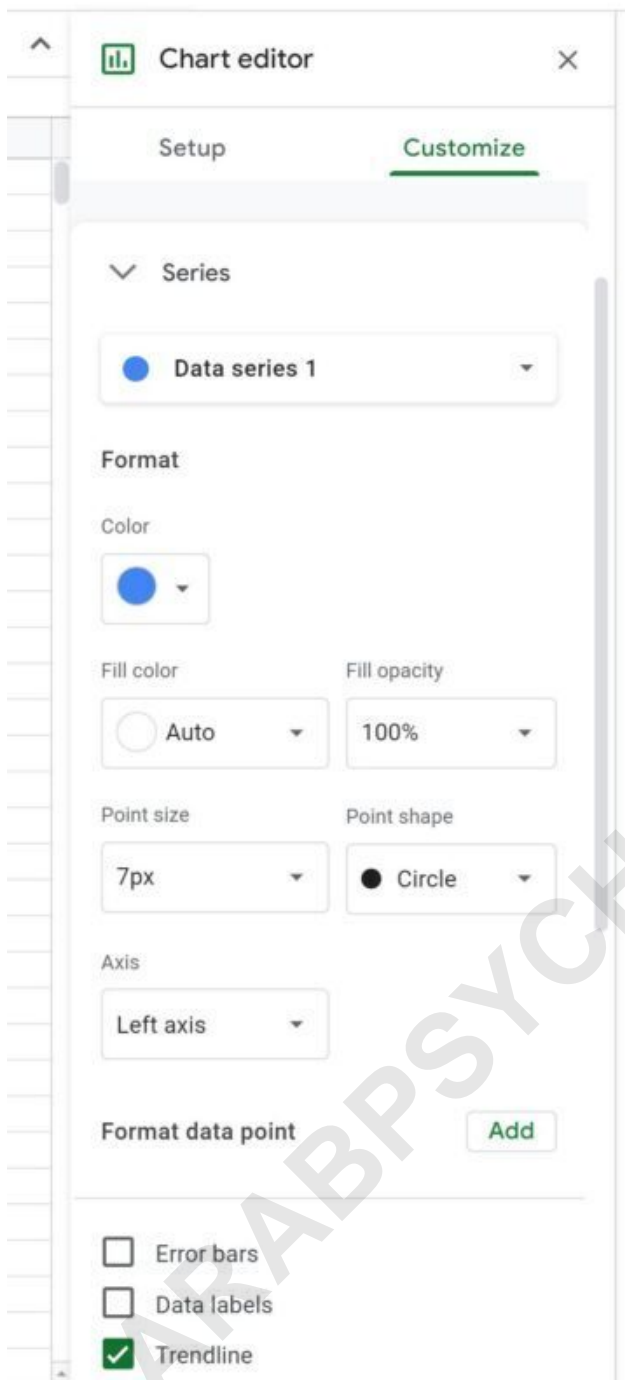 Chart editor
Setup Customize
Series
Data series 1
Format
Color
Fill color Fill opacity
Auto 100%
Point size Point shape
7px Circle
Axis
Left axis
Format data point Add
Error bars
Data labels
Trendline
ARABPSYCH